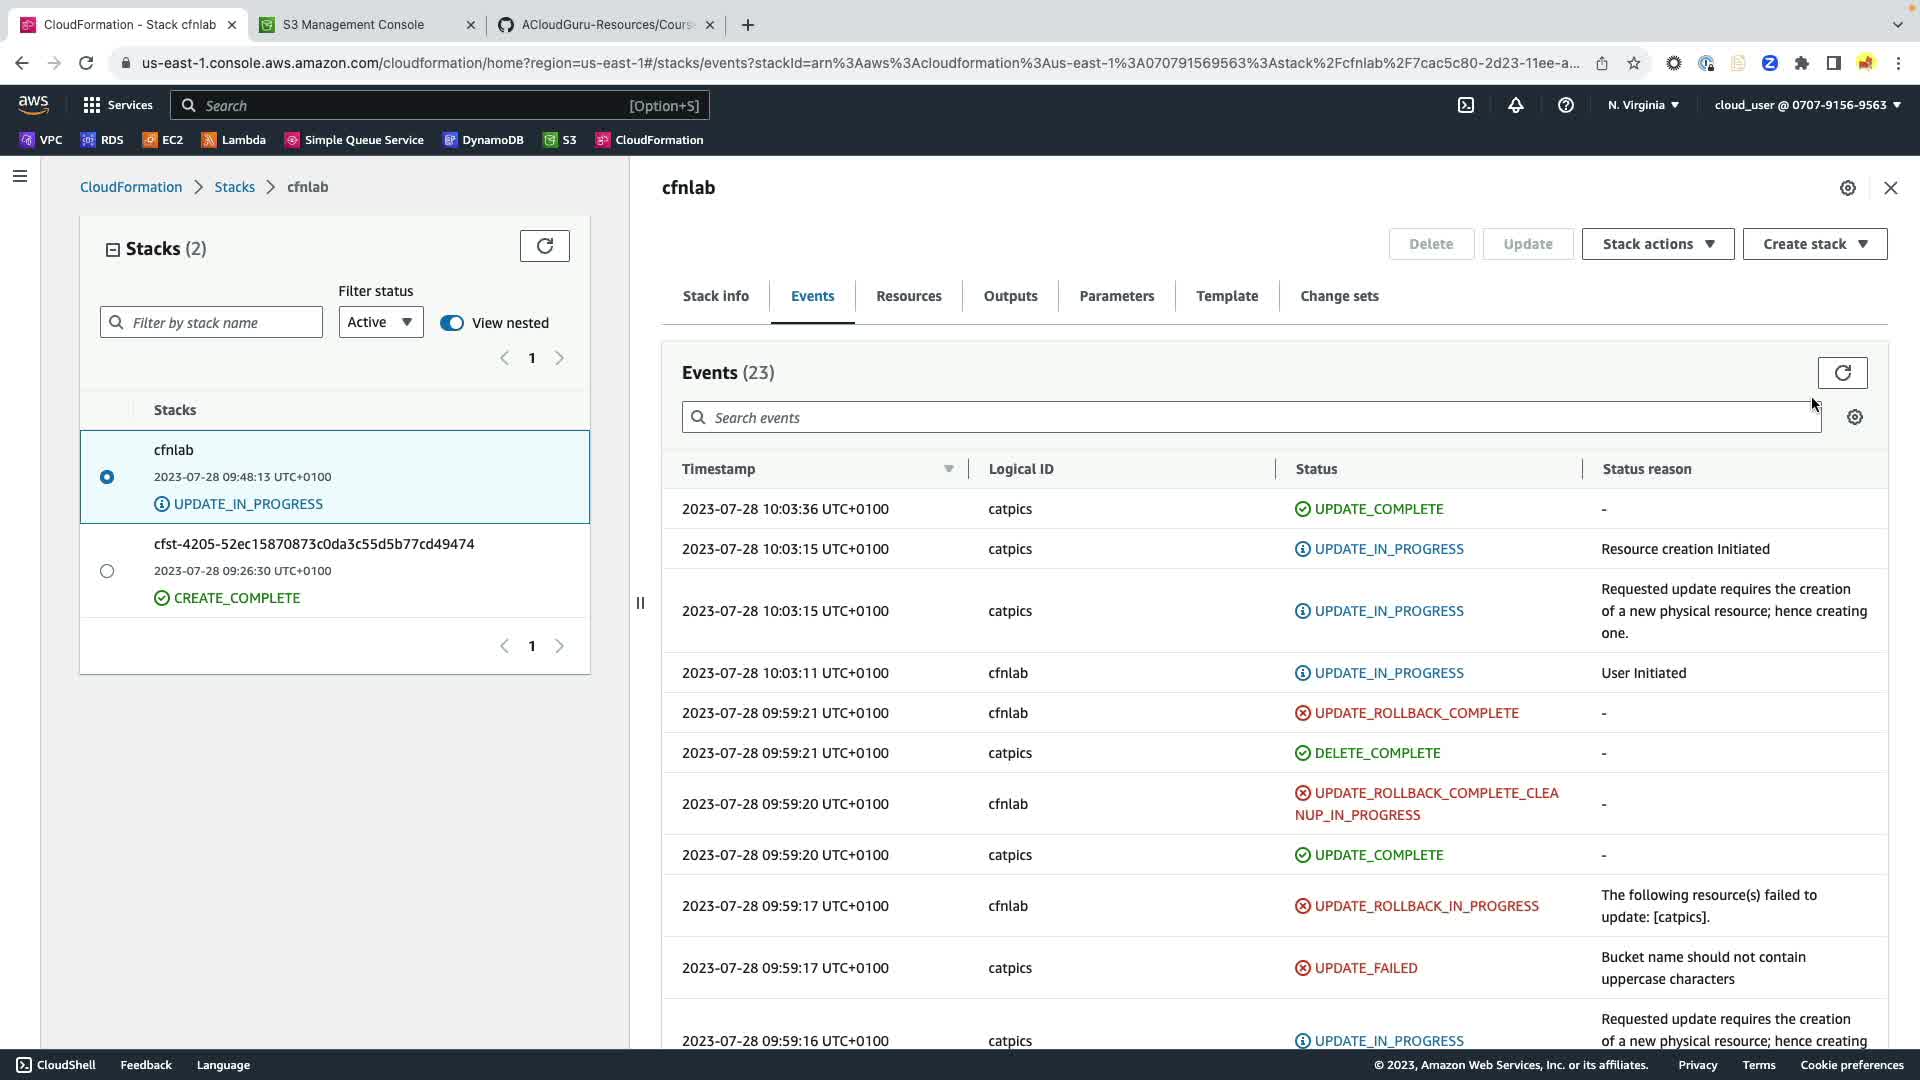 CloudFormation - Stack cfnlab
S3 Management Console
ACloudGuru-Resources/Cours
us-east-1.console.aws.amazon.com/cloudformation/home?region=us-east-1#/stacks/events?stackId=arn%3Aaws%3Acloudformation%3Aus-east-1%3A070791569563%3Astack%2Fcfnlab%2F7cac5c80-2d23-11ee-a...
aws
Services
Search
[Option+S]
N. Virginia
cloud_user @ 0707-9156-9563
VPC
RDS
EC2
Lambda
Simple Queue Service
DynamoDB
S3
CloudFormation
CloudFormation
Stacks
cfnlab
Stacks (2)
Filter status
Filter by stack name
Active
View nested
1
Stacks
cfnlab
2023-07-28 09:48:13 UTC+0100
UPDATE_IN_PROGRESS
cfst-4205-52ec15870873c0da3c55d5b77cd49474
2023-07-28 09:26:30 UTC+0100
CREATE_COMPLETE
1
cfnlab
Delete
Update
Stack actions
Create stack
Stack info
Events
Resources
Outputs
Parameters
Template
Change sets
Events (23)
Search events
Timestamp
Logical ID
Status
Status reason
2023-07-28 10:03:36 UTC+0100
catpics
UPDATE_COMPLETE
-
2023-07-28 10:03:15 UTC+0100
catpics
UPDATE_IN_PROGRESS
Resource creation Initiated
2023-07-28 10:03:15 UTC+0100
catpics
UPDATE_IN_PROGRESS
Requested update requires the creation
of a new physical resource; hence creating
one.
2023-07-28 10:03:11 UTC+0100
cfnlab
UPDATE_IN_PROGRESS
User Initiated
2023-07-28 09:59:21 UTC+0100
cfnlab
UPDATE_ROLLBACK_COMPLETE
-
2023-07-28 09:59:21 UTC+0100
catpics
DELETE_COMPLETE
-
2023-07-28 09:59:20 UTC+0100
cfnlab
UPDATE_ROLLBACK_COMPLETE_CLEA
NUP_IN_PROGRESS
-
2023-07-28 09:59:20 UTC+0100
catpics
UPDATE_COMPLETE
-
2023-07-28 09:59:17 UTC+0100
cfnlab
UPDATE_ROLLBACK_IN_PROGRESS
The following resource(s) failed to
update: [catpics].
2023-07-28 09:59:17 UTC+0100
catpics
UPDATE_FAILED
Bucket name should not contain
uppercase characters
2023-07-28 09:59:16 UTC+0100
catpics
UPDATE_IN_PROGRESS
Requested update requires the creation
of a new physical resource; hence creating
CloudShell
Feedback
Language
© 2023, Amazon Web Services, Inc. or its affiliates.
Privacy
Terms
Cookie preferences